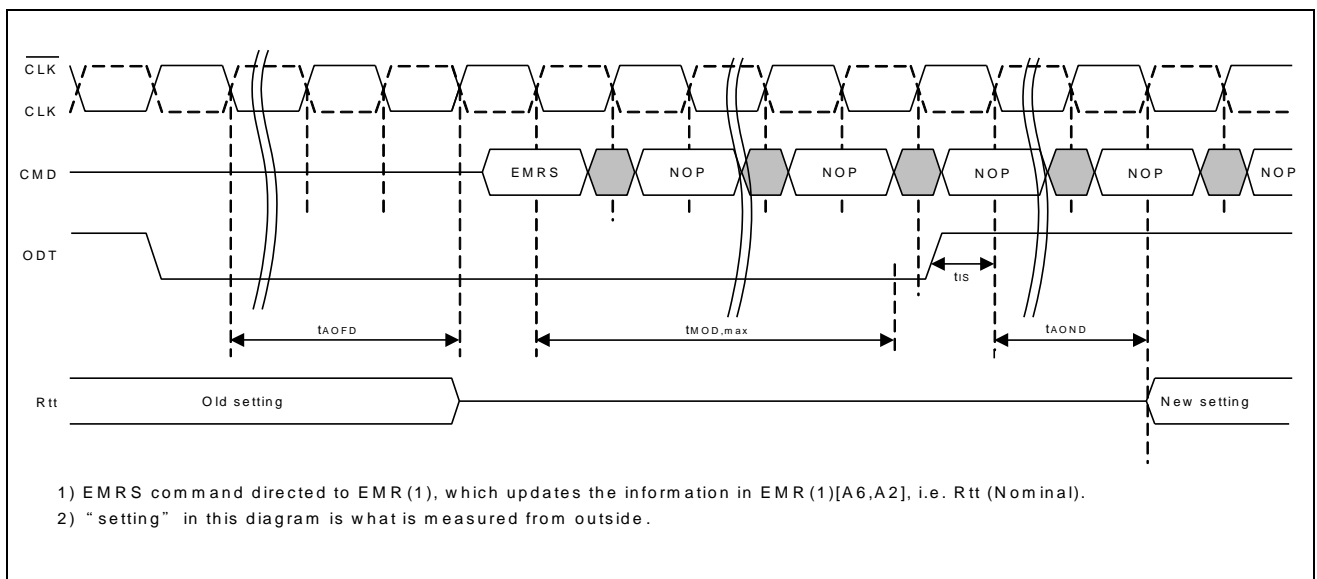 CLK
CLK
CMD
EMRS
NOP
NOP
NOP
NOP
NOP
ODT
tIS
tAOFD
tMOD,max
tAOND
Rtt
Old setting
New setting
1) EMRS command directed to EMR(1), which updates the information in EMR(1)[A6,A2], i.e. Rtt (Nominal).
2) “setting” in this diagram is what is measured from outside.